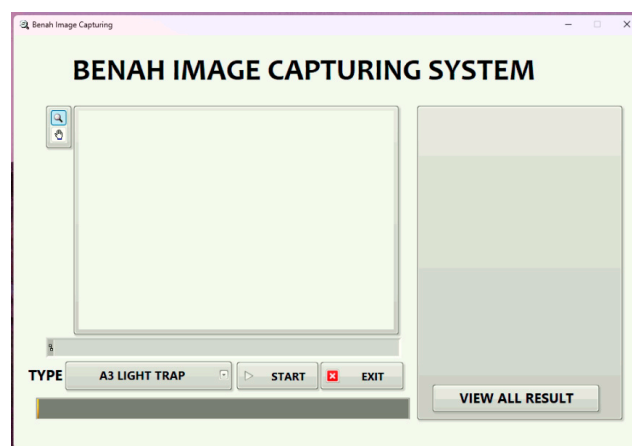 Benah Image Capturing
BENAH IMAGE CAPTURING SYSTEM
TYPE
A3 LIGHT TRAP
START
EXIT
VIEW ALL RESULT